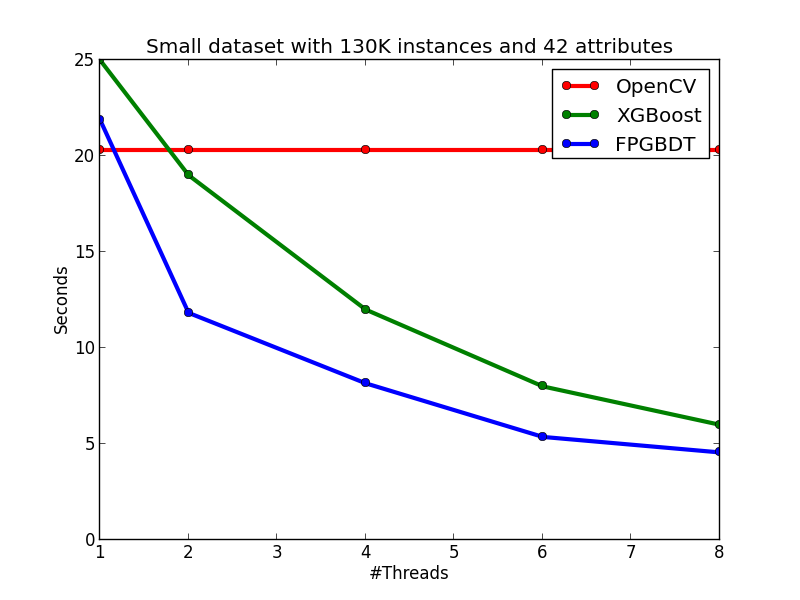 Small dataset with 130K instances and 42 attributes
OpenCV
XGBoost
FPGBDT
25
20
15
10
5
0
Seconds
1 2 3 4 5 6 7 8
#Threads